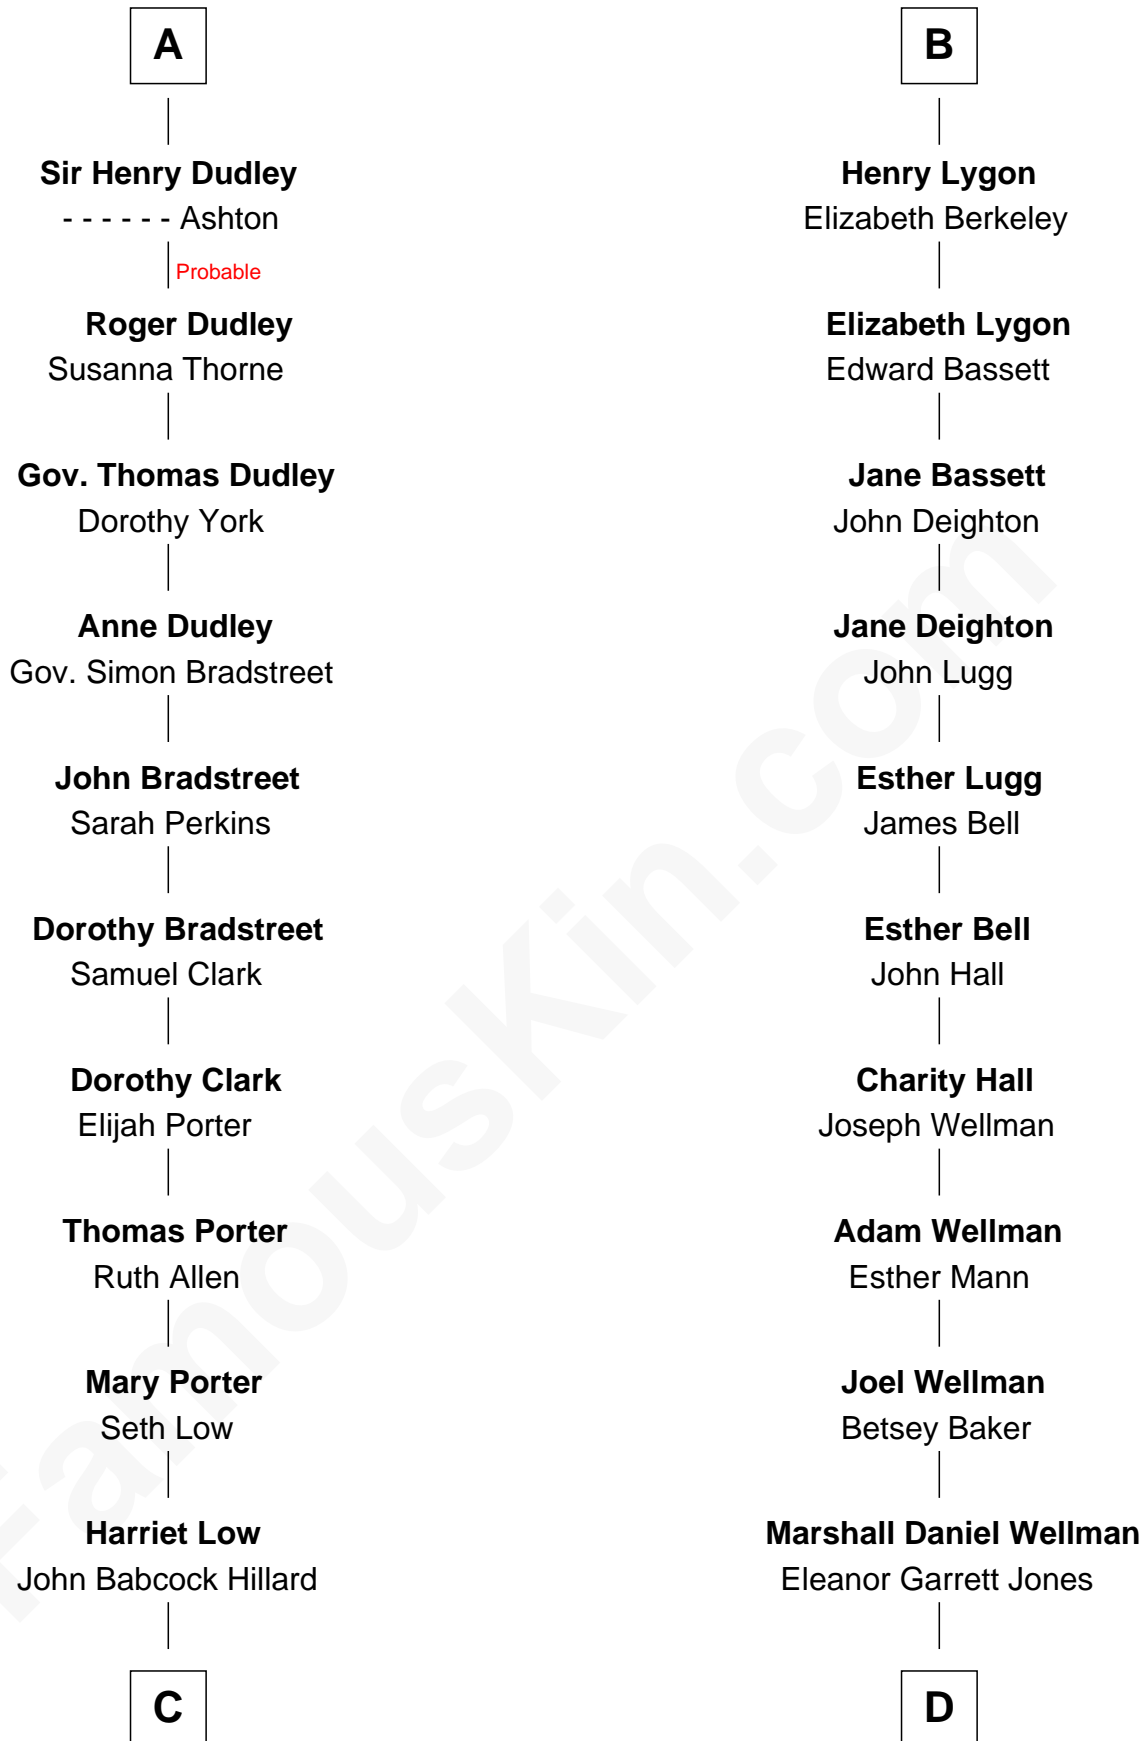 A
Sir Henry Dudley
- - - - - - Ashton
Probable
Roger Dudley
Susanna Thorne
Gov. Thomas Dudley
Dorothy York
Anne Dudley
Gov. Simon Bradstreet
John Bradstreet
Sarah Perkins
Dorothy Bradstreet
Samuel Clark
Dorothy Clark
Elijah Porter
Thomas Porter
Ruth Allen
Mary Porter
Seth Low
Harriet Low
John Babcock Hillard
C
B
Henry Lygon
Elizabeth Berkeley
Elizabeth Lygon
Edward Bassett
Jane Bassett
John Deighton
Jane Deighton
John Lugg
Esther Lugg
James Bell
Esther Bell
John Hall
Charity Hall
Joseph Wellman
Adam Wellman
Esther Mann
Joel Wellman
Betsey Baker
Marshall Daniel Wellman
Eleanor Garrett Jones
D
FamousKin.com